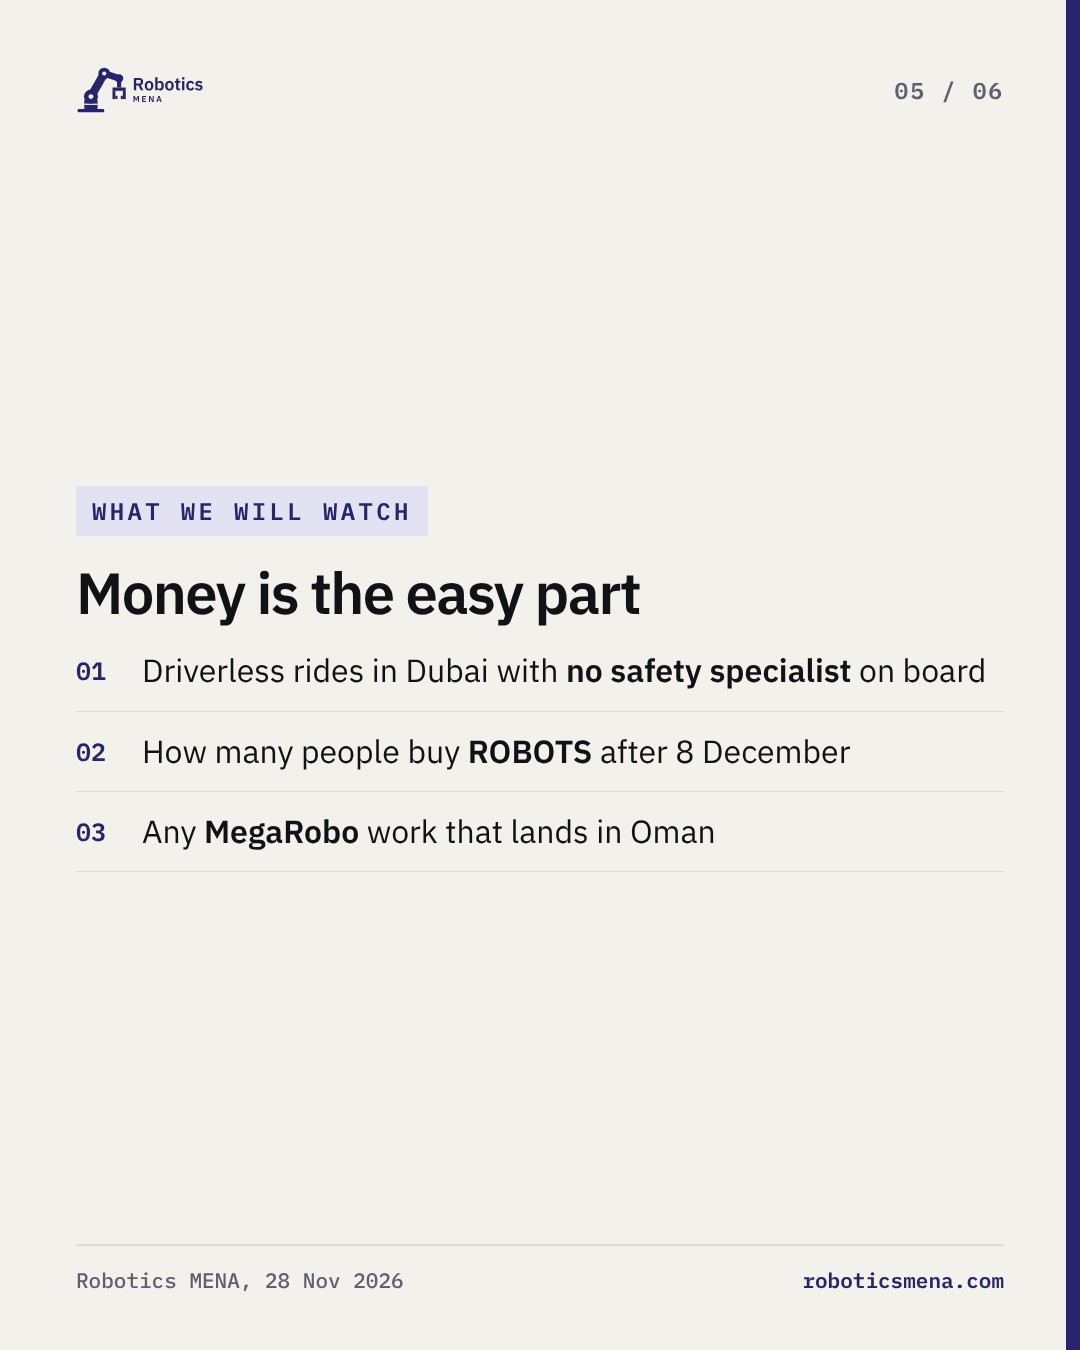 Robotics
MENA
05 / 06
WHAT WE WILL WATCH
Money is the easy part
01 Driverless rides in Dubai with no safety specialist on board
02 How many people buy ROBOTS after 8 December
03 Any MegaRobo work that lands in Oman
Robotics MENA, 28 Nov 2026
roboticsmena.com